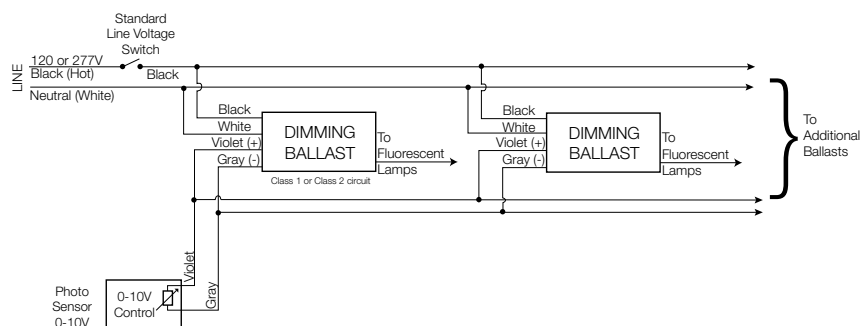 Standard
Line Voltage
Switch
LINE
120 or 277V
Black (Hot)
Black
Neutral (White)
Black
White
Violet (+)
Gray (-)
DIMMING
BALLAST
To
Fluorescent
Lamps
Class 1 or Class 2 circuit
Black
White
Violet (+)
Gray (-)
DIMMING
BALLAST
To
Fluorescent
Lamps
To
Additional
Ballasts
Violet
Gray
Photo
Sensor
0-10V
0-10V
Control